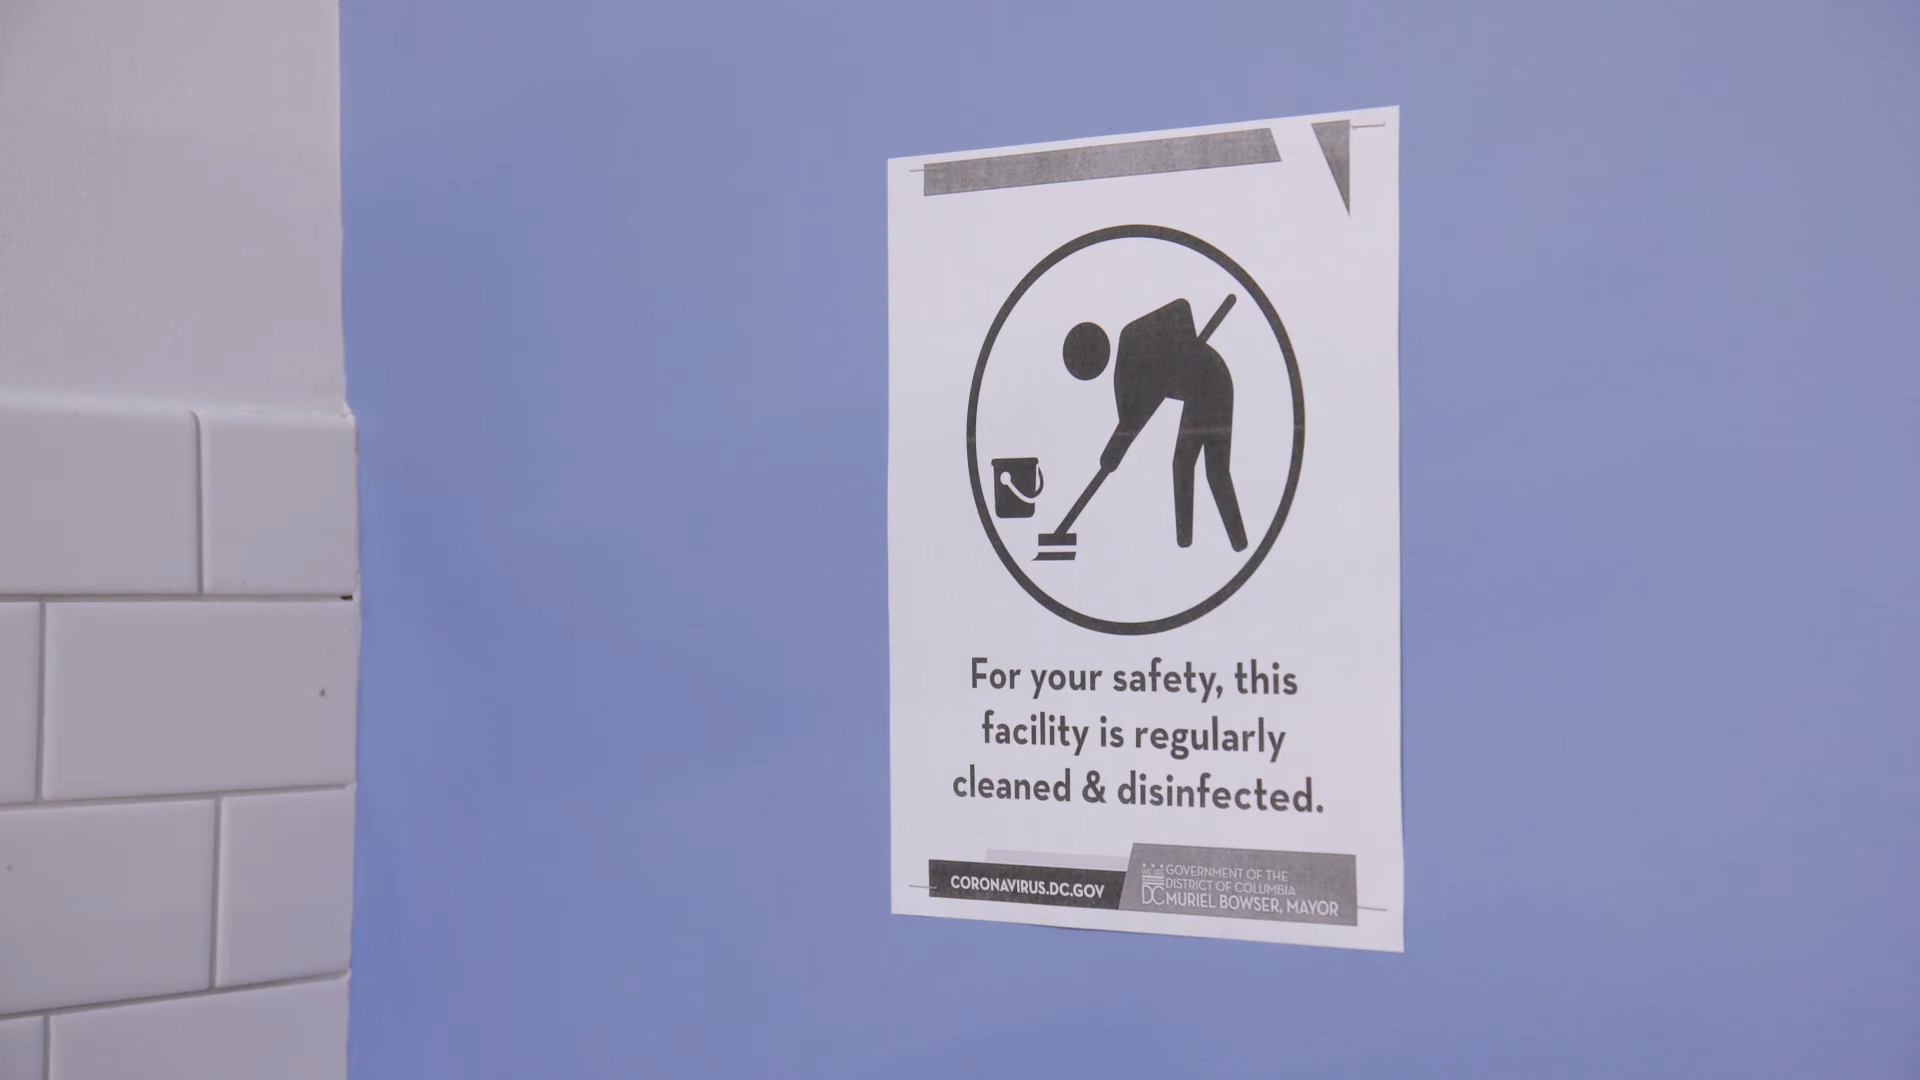 For your safety, this
facility is regularly
cleaned & disinfected.
CORONAVIRUS.DC.GOV
GOVERNMENT OF THE
DISTRICT OF COLUMBIA
DC MURIEL BOWSER, MAYOR